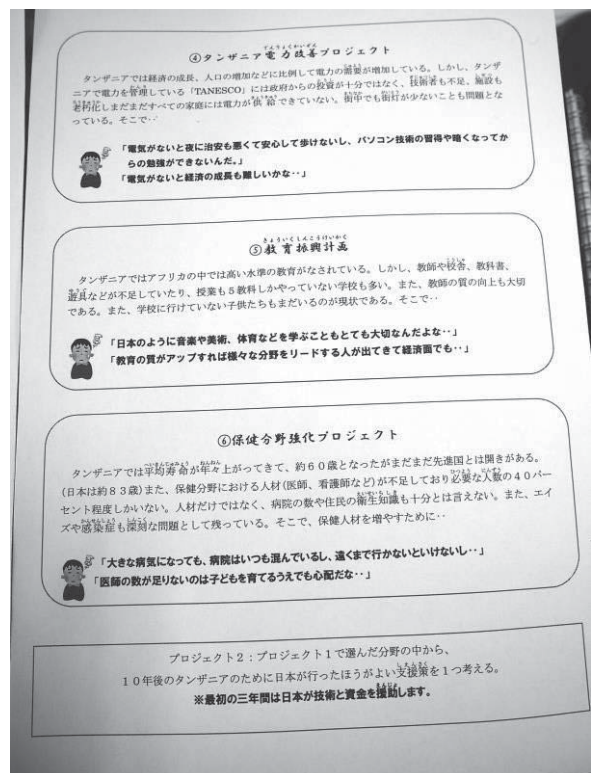 ④タンザニア電力改善プロジェクト
タンザニアでは経済の成長、人口の増加などに比例して電力の需要が増加している。しかし、タンザ
ニアで電力を管理している「TANESCO」には政府からの投資が十分ではなく、技術者も不足、施設も
老朽化しまだまだすべての家庭には電力が供給できていない。街中でも街灯が少ないことも問題とな
っている。そこで‥
「電気がないと夜に治安も悪くて安心して歩けないし、パソコン技術の習得や暗くなってか
らの勉強ができないんだ。」
「電気がないと経済の成長も難しいかな‥」
⑤教育振興計画
タンザニアではアフリカの中では高い水準の教育がなされている。しかし、教師や校舎、教科書、
遊具などが不足していたり、授業も5教科しかやっていない学校も多い。また、教師の質の向上も大切
である。また、学校に行けていない子供たちもまだいるのが現状である。そこで‥
「日本のように音楽や美術、体育などを学ぶこともとても大切なんだよな‥」
「教育の質がアップすれば様々な分野をリードする人が出てきて経済面でも‥」
⑥保健分野強化プロジェクト
タンザニアでは平均寿命が年々上がってきて、約60歳となったがまだまだ先進国とは開きがある。
(日本は約83歳)また、保健分野における人材(医師、看護師など)が不足しており必要な人数の40パー
セント程度しかいない。人材だけではなく、病院の数や住民の衛生知識も十分とは言えない。また、エイ
ズや感染症も深刻な問題として残っている。そこで、保健人材を増やすために‥
「大きな病気になっても、病院はいつも混んでいるし、遠くまで行かないといけないし‥」
「医師の数が足りないのは子どもを育てるうえでも心配だな‥」
プロジェクト2：プロジェクト1で選んだ分野の中から、
10年後のタンザニアのために日本が行ったほうがよい支援策を1つ考える。
※最初の三年間は日本が技術と資金を援助します。